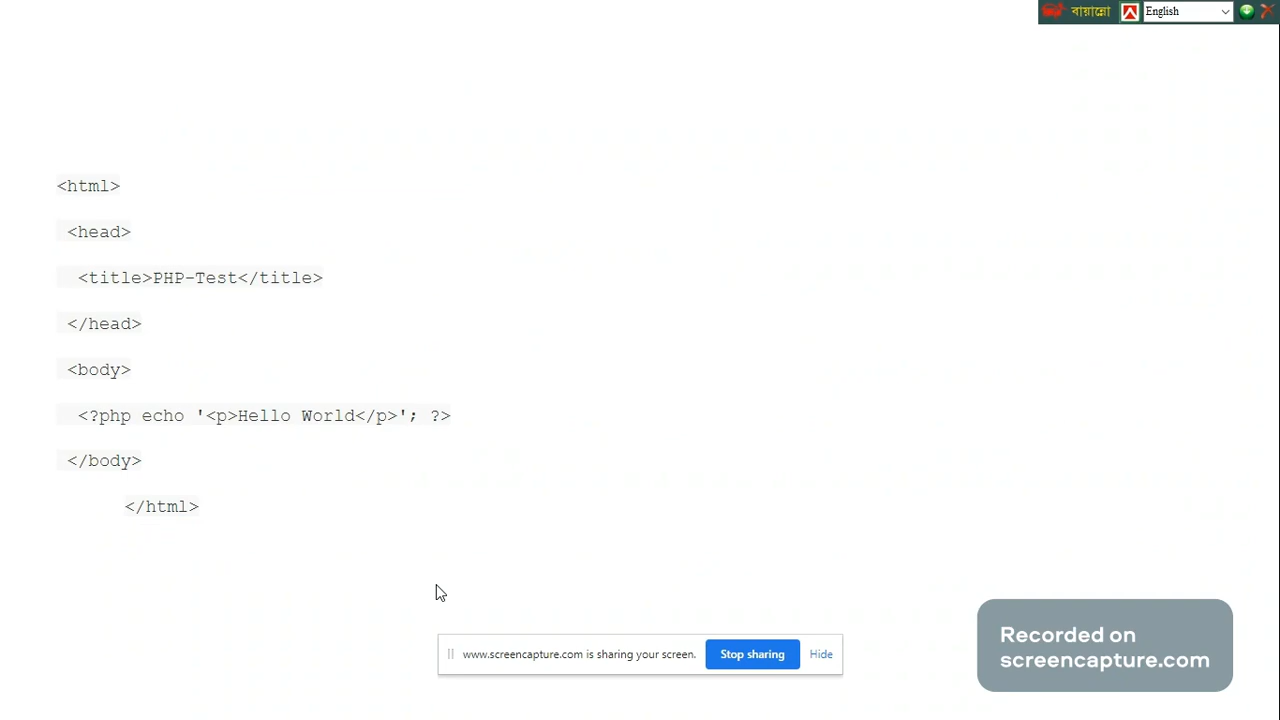 বায়ান্নো English
<html>
<head>
<title>PHP-Test</title>
</head>
<body>
<?php echo '<p>Hello World</p>'; ?>
</body>
</html>
www.screencapture.com is sharing your screen. Stop sharing Hide
Recorded on
screencapture.com